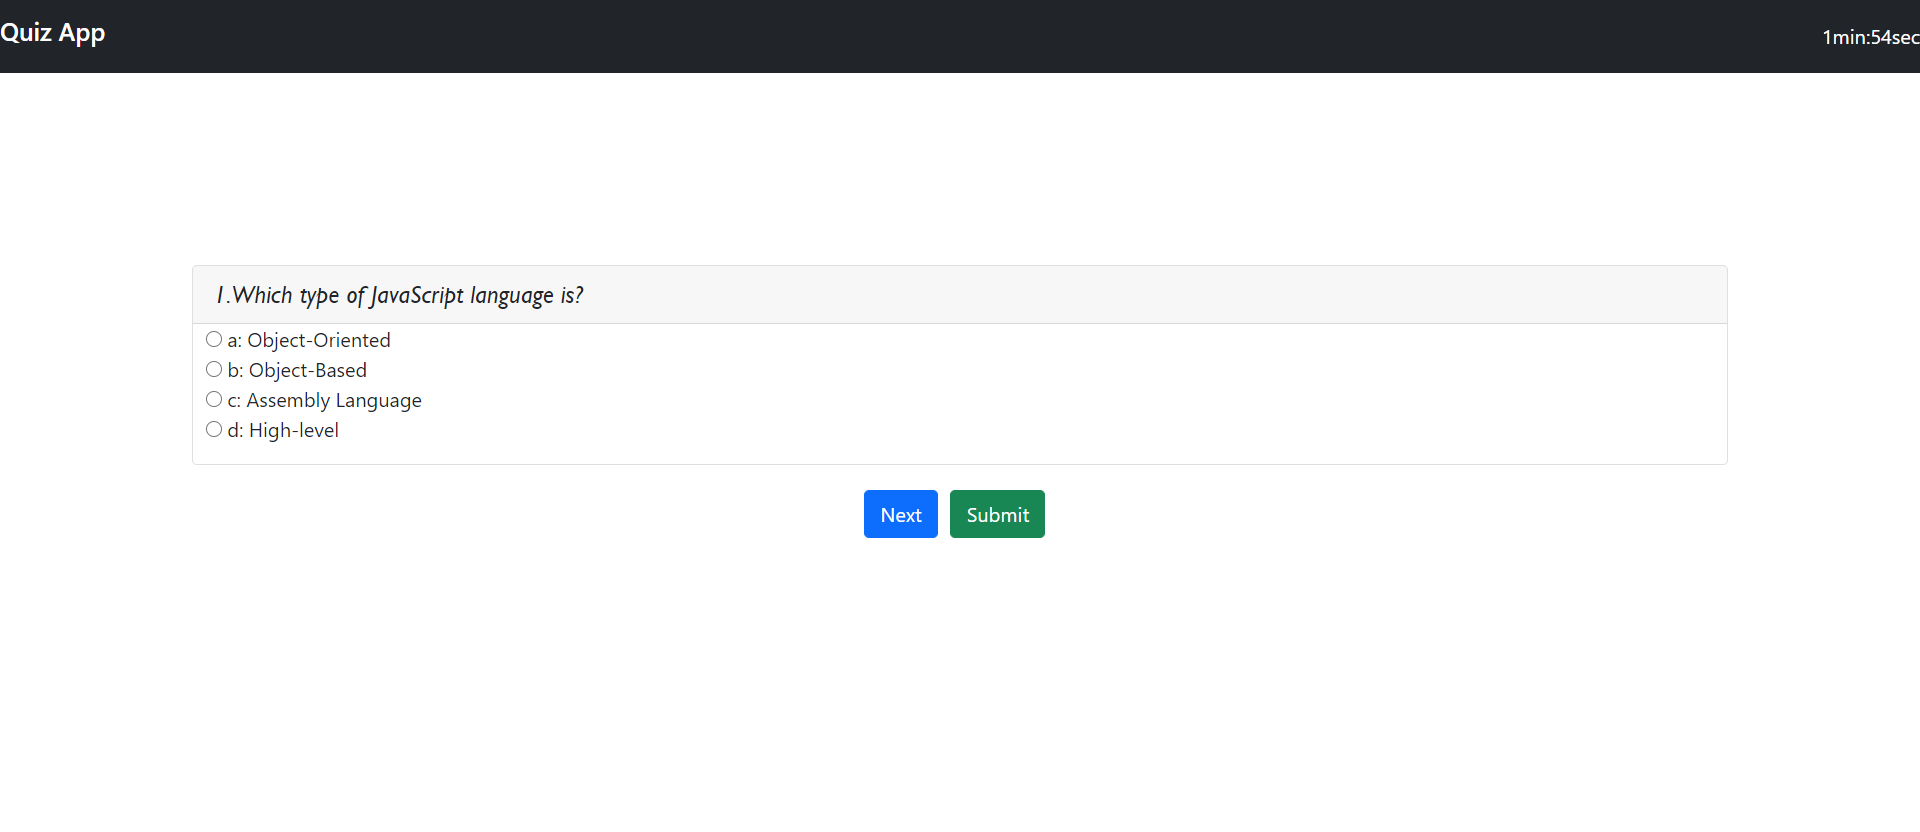 Quiz App
1min:54sec
1.Which type of JavaScript language is?
a: Object-Oriented
b: Object-Based
c: Assembly Language
d: High-level
Next
Submit